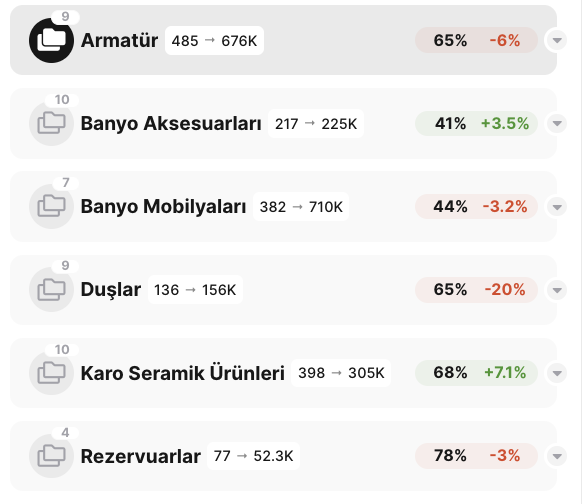 9
Armatür 485 → 676K 65% -6%
10
Banyo Aksesuarları 217 → 225K 41% +3.5%
7
Banyo Mobilyaları 382 → 710K 44% -3.2%
9
Duşlar 136 → 156K 65% -20%
10
Karo Seramik Ürünleri 398 → 305K 68% +7.1%
4
Rezervuarlar 77 → 52.3K 78% -3%